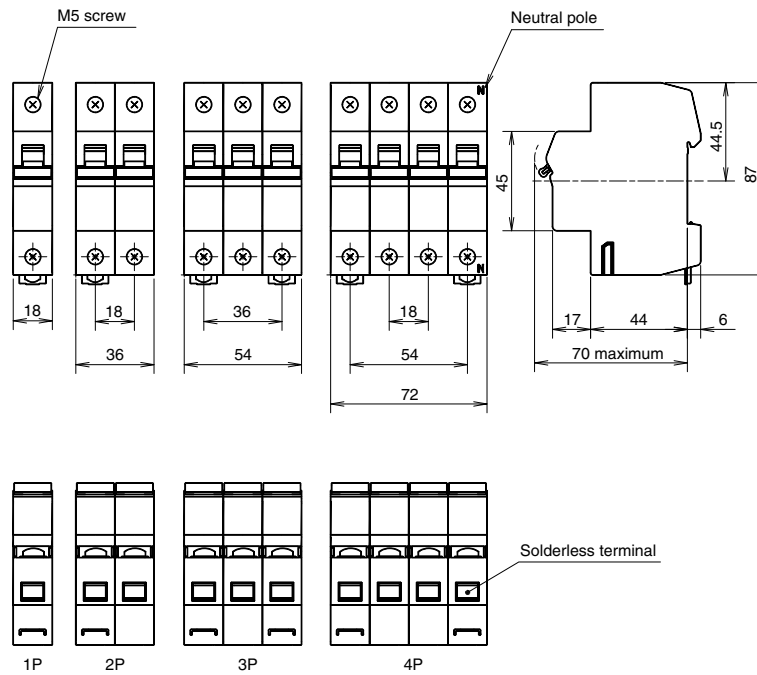 M5 screw
Neutral pole
N
44.5
87
45
N
18
18
36
18
17
44
6
36
54
54
70 maximum
72
Solderless terminal
1P
2P
3P
4P